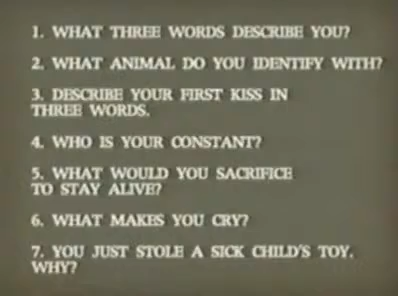 1. WHAT THREE WORDS DESCRIBE YOU?
2. WHAT ANIMAL DO YOU IDENTIFY WITH?
3. DESCRIBE YOUR FIRST KISS IN
THREE WORDS.
4. WHO IS YOUR CONSTANT?
5. WHAT WOULD YOU SACRIFICE
TO STAY ALIVE?
6. WHAT MAKES YOU CRY?
7. YOU JUST STOLE A SICK CHILD'S TOY.
WHY?